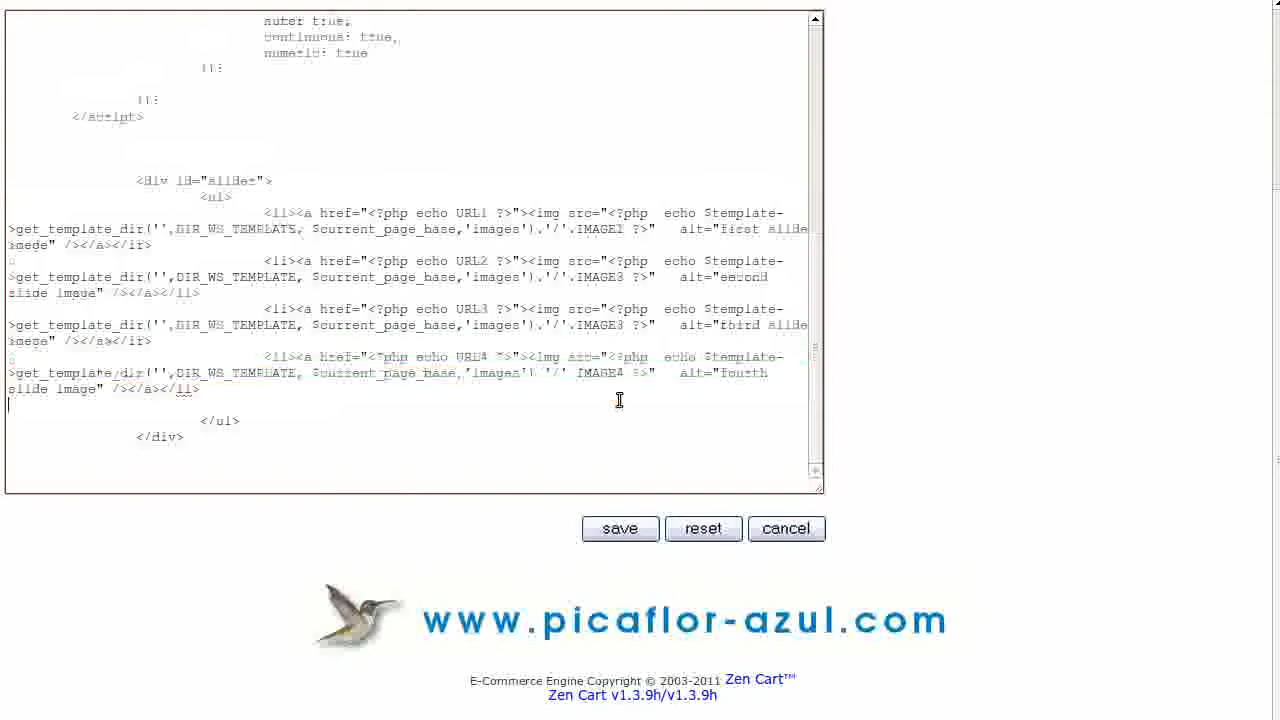 auto: true,
continuous: true,
numeric: true
});
});
</script>
<div id="slider">
<ul>
<li><a href="<?php echo URL1 ?>"><img src="<?php echo $template-
>get_template_dir('',DIR_WS_TEMPLATE, $current_page_base,'images').'/'.IMAGE1 ?>" alt="first slide
image" /></a></li>
<li><a href="<?php echo URL2 ?>"><img src="<?php echo $template-
>get_template_dir('',DIR_WS_TEMPLATE, $current_page_base,'images').'/'.IMAGE2 ?>" alt="second
slide image" /></a></li>
<li><a href="<?php echo URL3 ?>"><img src="<?php echo $template-
>get_template_dir('',DIR_WS_TEMPLATE, $current_page_base,'images').'/'.IMAGE3 ?>" alt="third slide
image" /></a></li>
<li><a href="<?php echo URL4 ?>"><img src="<?php echo $template-
>get_template_dir('',DIR_WS_TEMPLATE, $current_page_base,'images').'/'.IMAGE4 ?>" alt="fourth
slide image" /></a></li>
</ul>
</div>
save reset cancel
www.picaflor-azul.com
E-Commerce Engine Copyright © 2003-2011 Zen Cart™
Zen Cart v1.3.9h/v1.3.9h